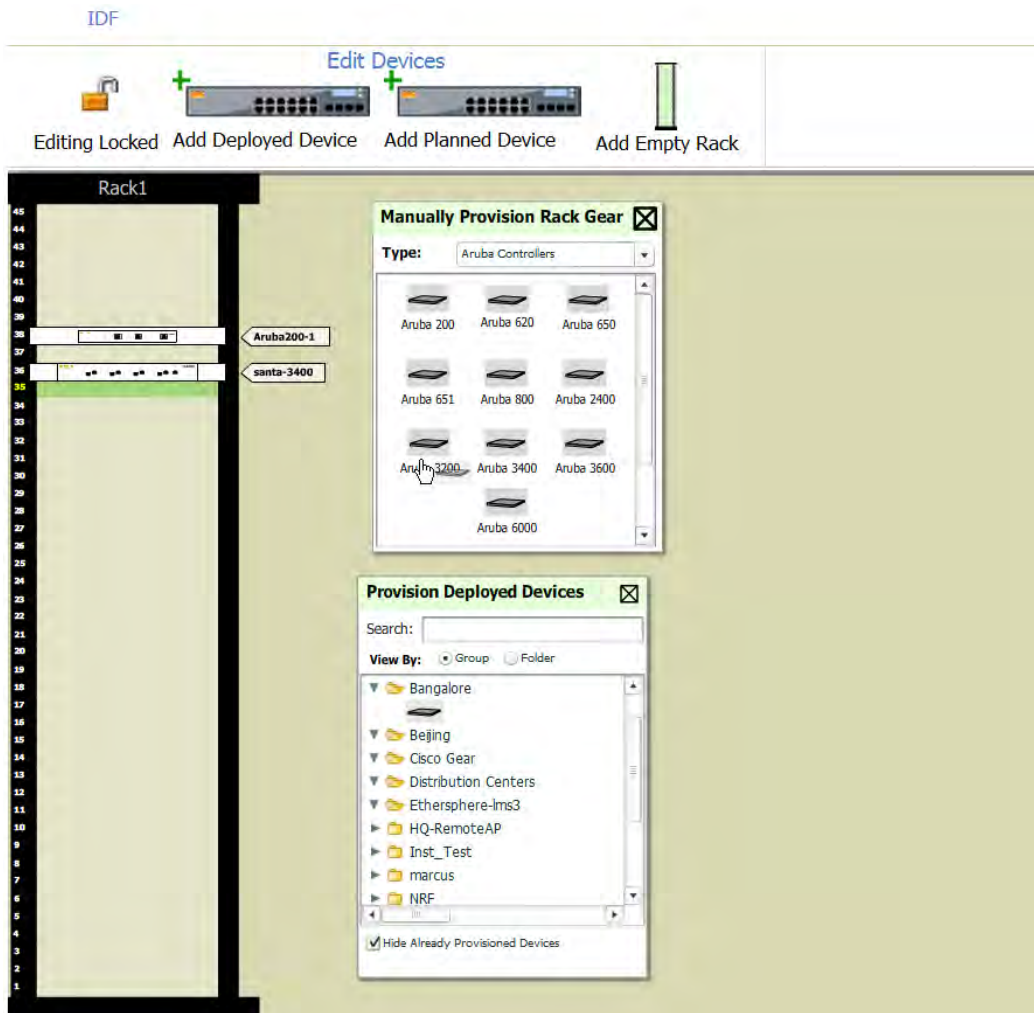 IDF
Edit Devices
Editing Locked
Add Deployed Device
Add Planned Device
Add Empty Rack
Rack1
45
44
43
42
41
40
39
38
37
36
35
34
33
32
31
30
29
28
27
26
25
24
23
22
21
20
19
18
17
16
15
14
13
12
11
10
9
8
7
6
5
4
3
2
1
Aruba200-1
santa-3400
Manually Provision Rack Gear
Type: Aruba Controllers
Aruba 200 Aruba 620 Aruba 650
Aruba 651 Aruba 800 Aruba 2400
3200 Aruba 3400 Aruba 3600
Aruba 6000
Provision Deployed Devices
Search:
View By: Group Folder
Bangalore
Beijing
Cisco Gear
Distribution Centers
Ethersphere-lms3
HQ-RemoteAP
Inst_Test
marcus
NRF
Hide Already Provisioned Devices